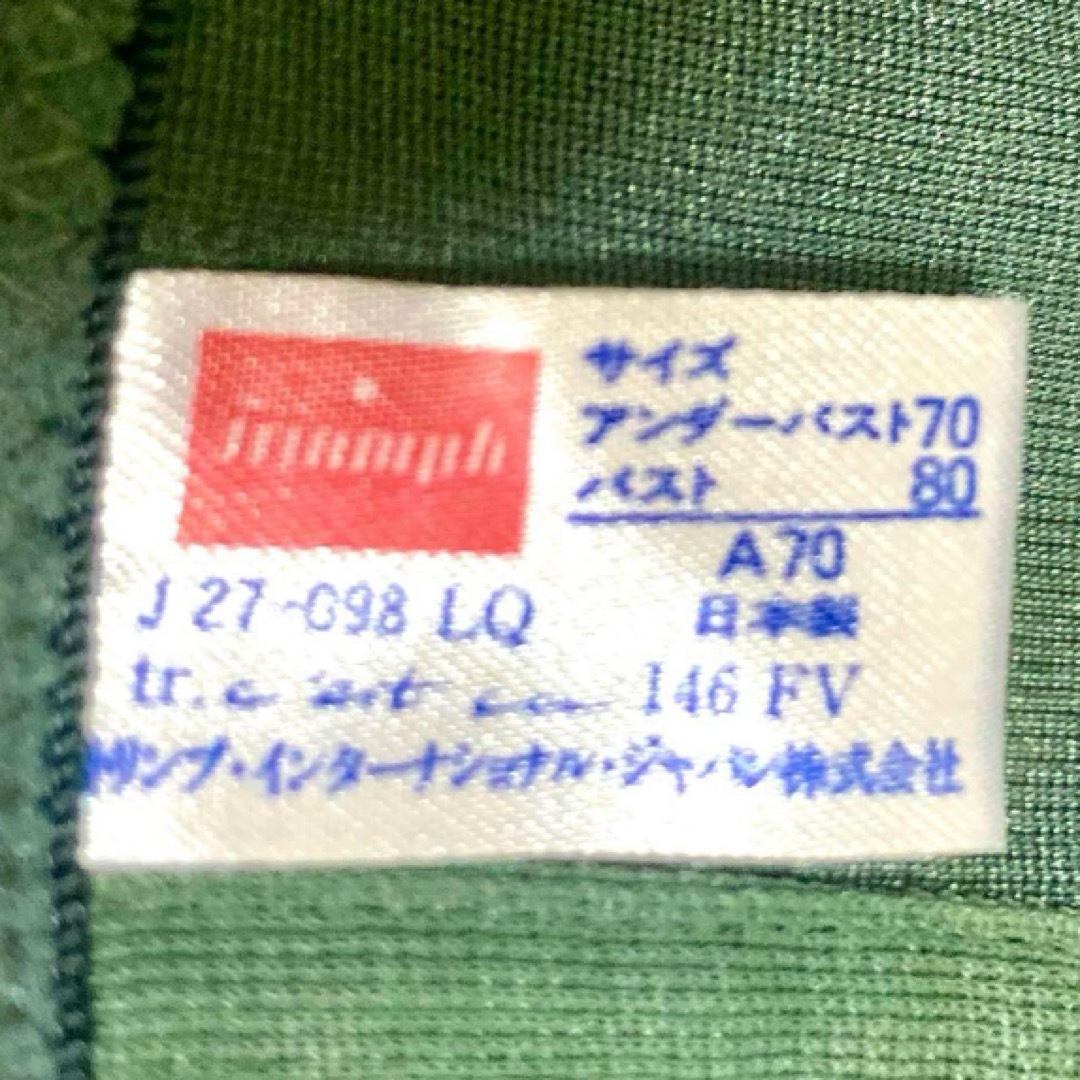 triumph
サイズ
アンダーバスト70
バスト 80
A70
日本製
J 27-098 LQ
tr. 146 FV
トリンプ・インターナショナル・ジャパン株式会社